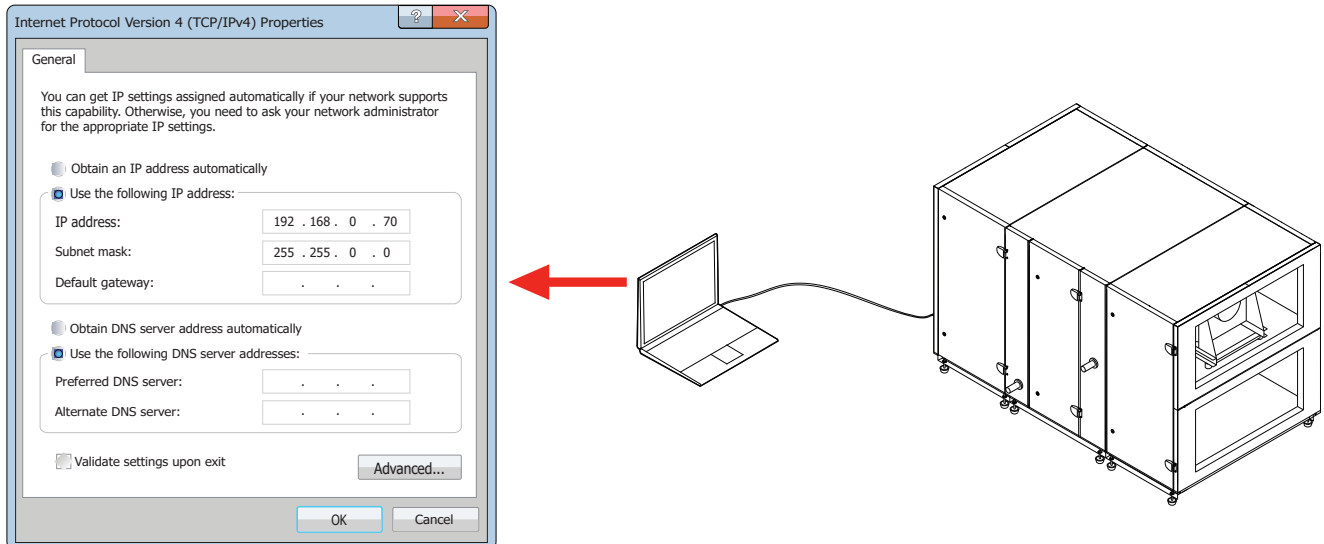 Internet Protocol Version 4 (TCP/IPv4) Properties
General
You can get IP settings assigned automatically if your network supports
this capability. Otherwise, you need to ask your network administrator
for the appropriate IP settings.
Obtain an IP address automatically
Use the following IP address:
IP address: 192 . 168 . 0 . 70
Subnet mask: 255 . 255 . 0 . 0
Default gateway: . . .
Obtain DNS server address automatically
Use the following DNS server addresses:
Preferred DNS server: . . .
Alternate DNS server: . . .
Validate settings upon exit
Advanced...
OK Cancel